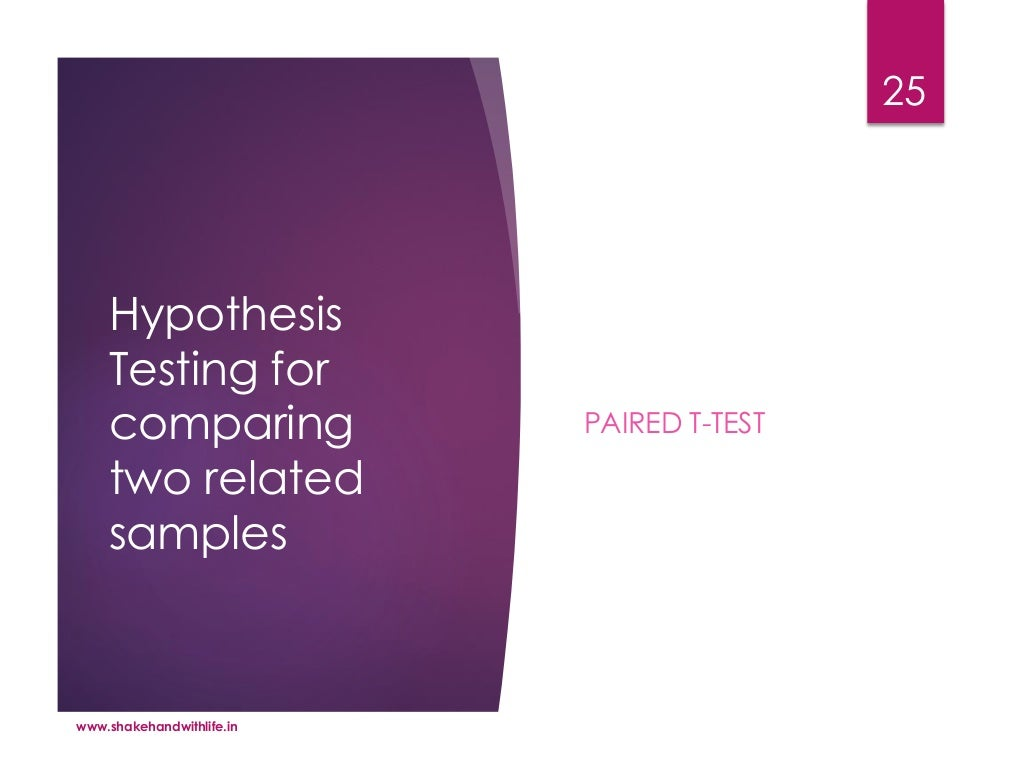 25
Hypothesis
Testing for
comparing
two related
samples
PAIRED T-TEST
www.shakehandwithlife.in